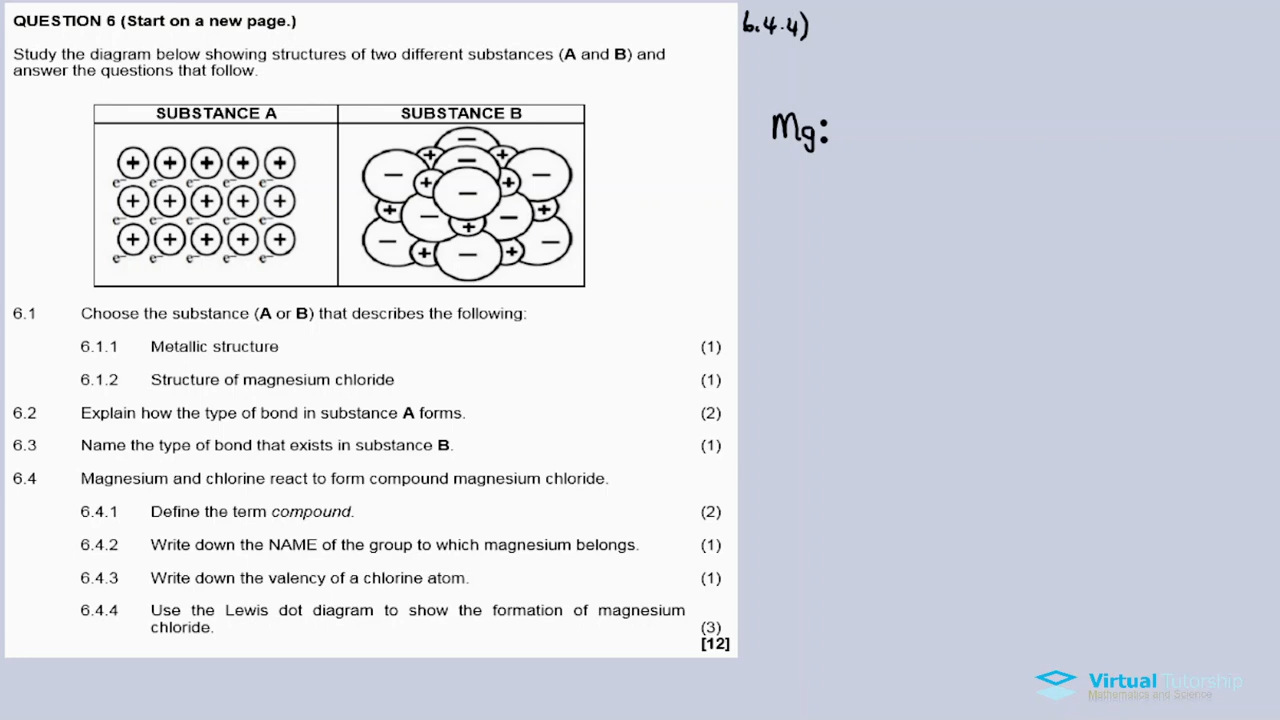 QUESTION 6 (Start on a new page.)
Study the diagram below showing structures of two different substances (A and B) and
answer the questions that follow.
SUBSTANCE A SUBSTANCE B
+ + + + +
e⁻ e⁻ e⁻ e⁻ e⁻
+ + + + +
e⁻ e⁻ e⁻ e⁻ e⁻
+ + + + +
e⁻ e⁻ e⁻ e⁻ e⁻
6.1 Choose the substance (A or B) that describes the following:
6.1.1 Metallic structure (1)
6.1.2 Structure of magnesium chloride (1)
6.2 Explain how the type of bond in substance A forms. (2)
6.3 Name the type of bond that exists in substance B. (1)
6.4 Magnesium and chlorine react to form compound magnesium chloride.
6.4.1 Define the term compound. (2)
6.4.2 Write down the NAME of the group to which magnesium belongs. (1)
6.4.3 Write down the valency of a chlorine atom. (1)
6.4.4 Use the Lewis dot diagram to show the formation of magnesium
chloride. (3)
[12]
6.4.4)
Mg:
Virtual Tutorship
Mathematics and Science